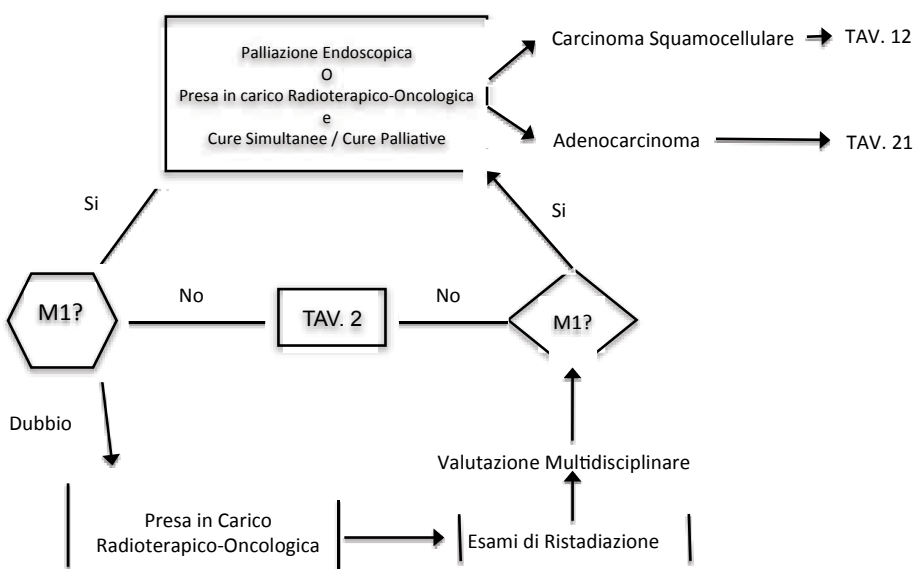 Palliazione Endoscopica
O
Presa in carico Radioterapico-Oncologica
e
Cure Simultanee / Cure Palliative
Carcinoma Squamocellulare
TAV. 12
Adenocarcinoma
TAV. 21
Si
Si
M1?
No
TAV. 2
No
M1?
Dubbio
Valutazione Multidisciplinare
Presa in Carico
Radioterapico-Oncologica
Esami di Ristadiazione